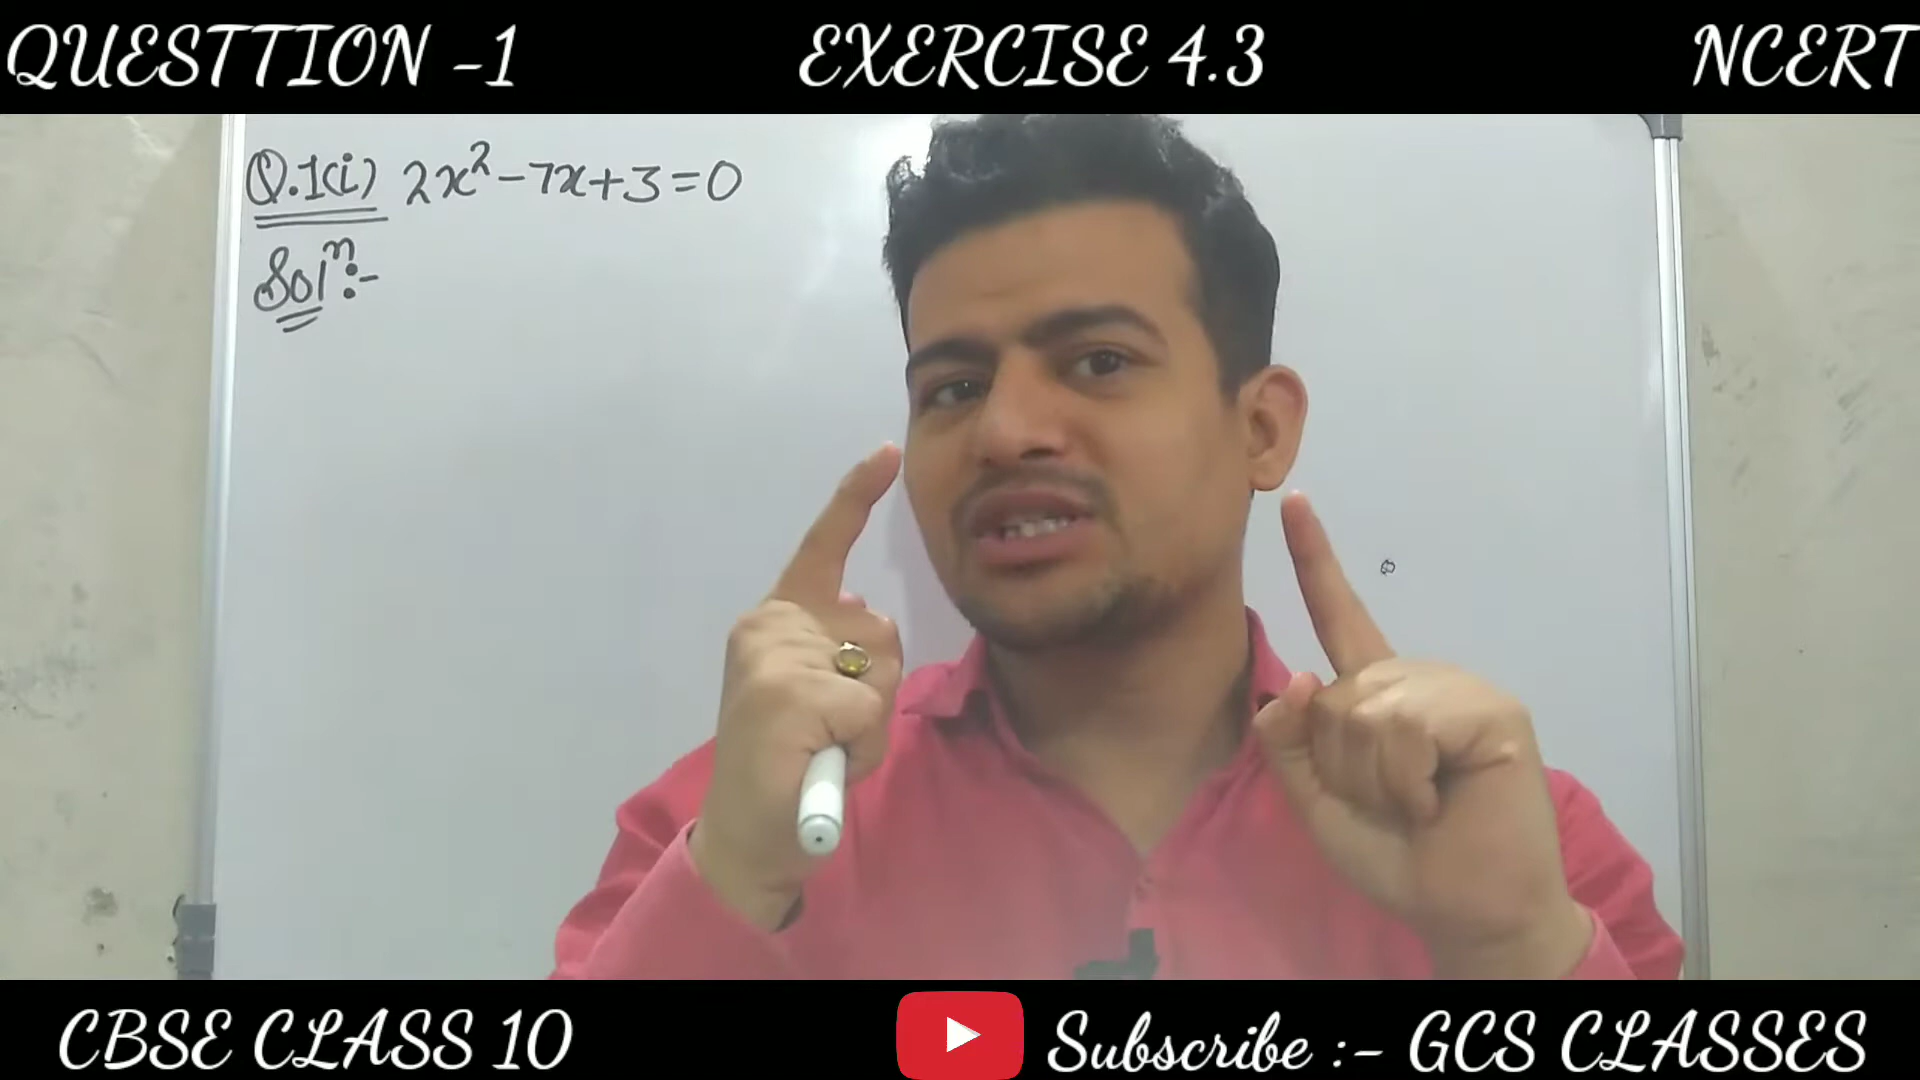 QUESTTION -1 EXERCISE 4.3 NCERT
Q.1(i) 2x²-7x+3=0
Solⁿ:-
CBSE CLASS 10 Subscribe :- GCS CLASSES